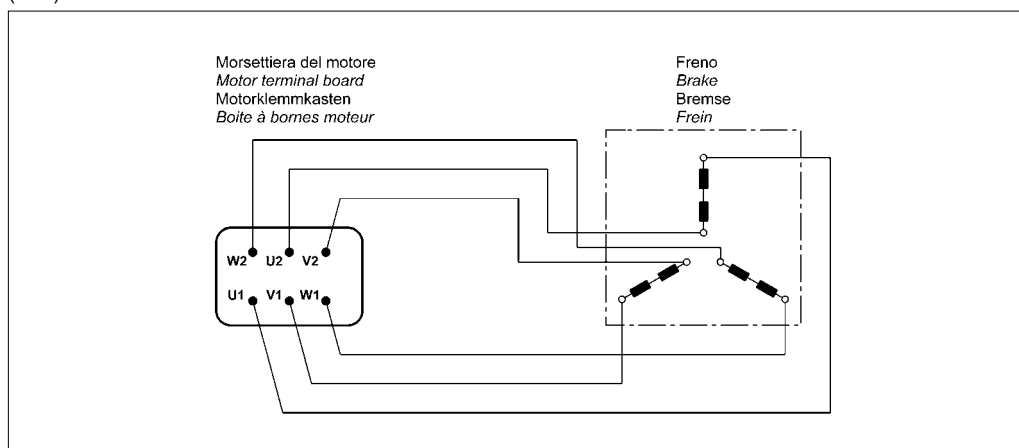 Morsettiera del motore
Motor terminal board
Motorklemmkasten
Boite à bornes moteur
Freno
Brake
Bremse
Frein
W2 U2 V2
U1 V1 W1